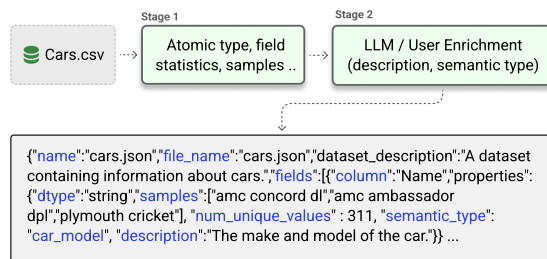 Stage 1
Stage 2
Cars.csv
Atomic type, field
statistics, samples ..
LLM / User Enrichment
(description, semantic type)
{"name":"cars.json","file_name":"cars.json","dataset_description":"A dataset
containing information about cars.","fields":[{"column":"Name","properties":
{"dtype":"string","samples":["amc concord dl","amc ambassador
dpl","plymouth cricket"], "num_unique_values" : 311, "semantic_type":
"car_model", "description":"The make and model of the car."}} ...